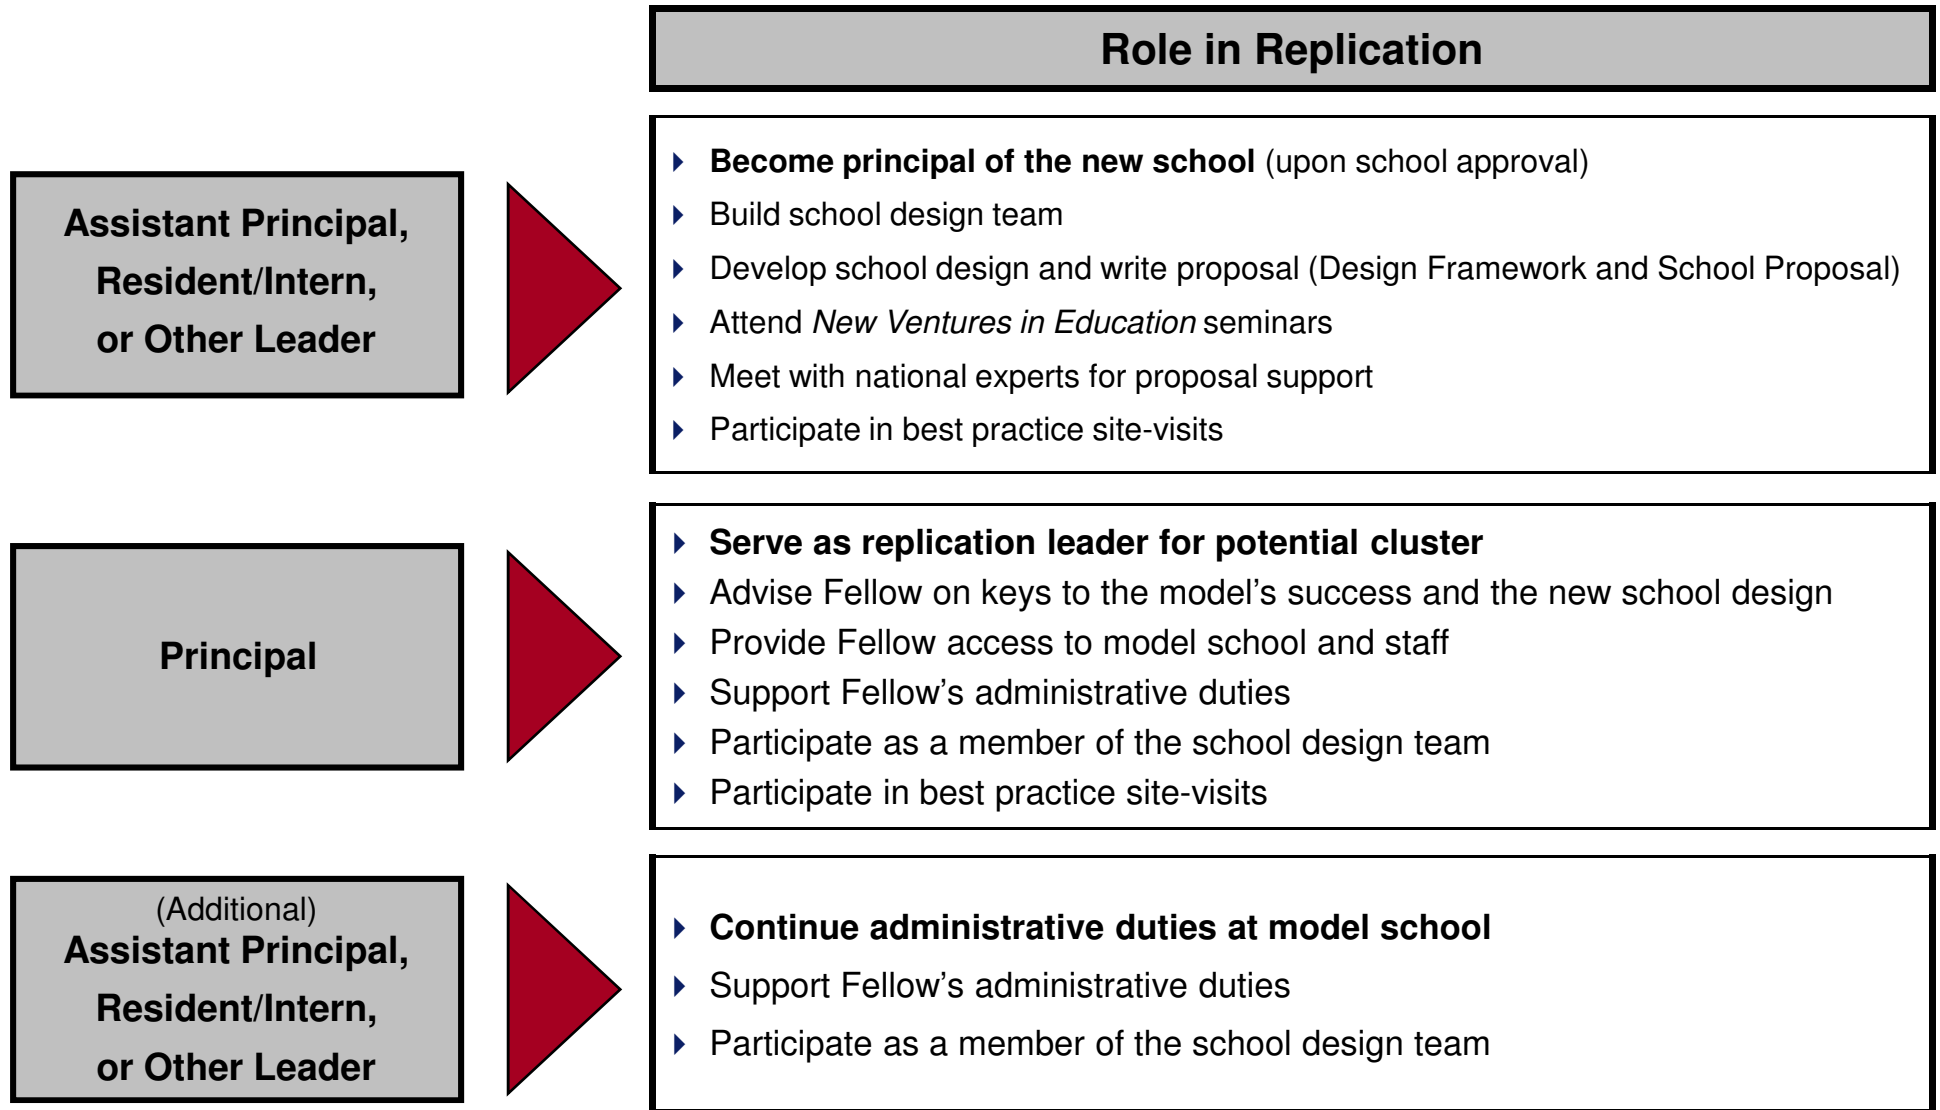 Role in Replication
Assistant Principal,
Resident/Intern,
or Other Leader
Become principal of the new school (upon school approval)
Build school design team
Develop school design and write proposal (Design Framework and School Proposal)
Attend New Ventures in Education seminars
Meet with national experts for proposal support
Participate in best practice site-visits
Principal
Serve as replication leader for potential cluster
Advise Fellow on keys to the model’s success and the new school design
Provide Fellow access to model school and staff
Support Fellow’s administrative duties
Participate as a member of the school design team
Participate in best practice site-visits
(Additional)
Assistant Principal,
Resident/Intern,
or Other Leader
Continue administrative duties at model school
Support Fellow’s administrative duties
Participate as a member of the school design team